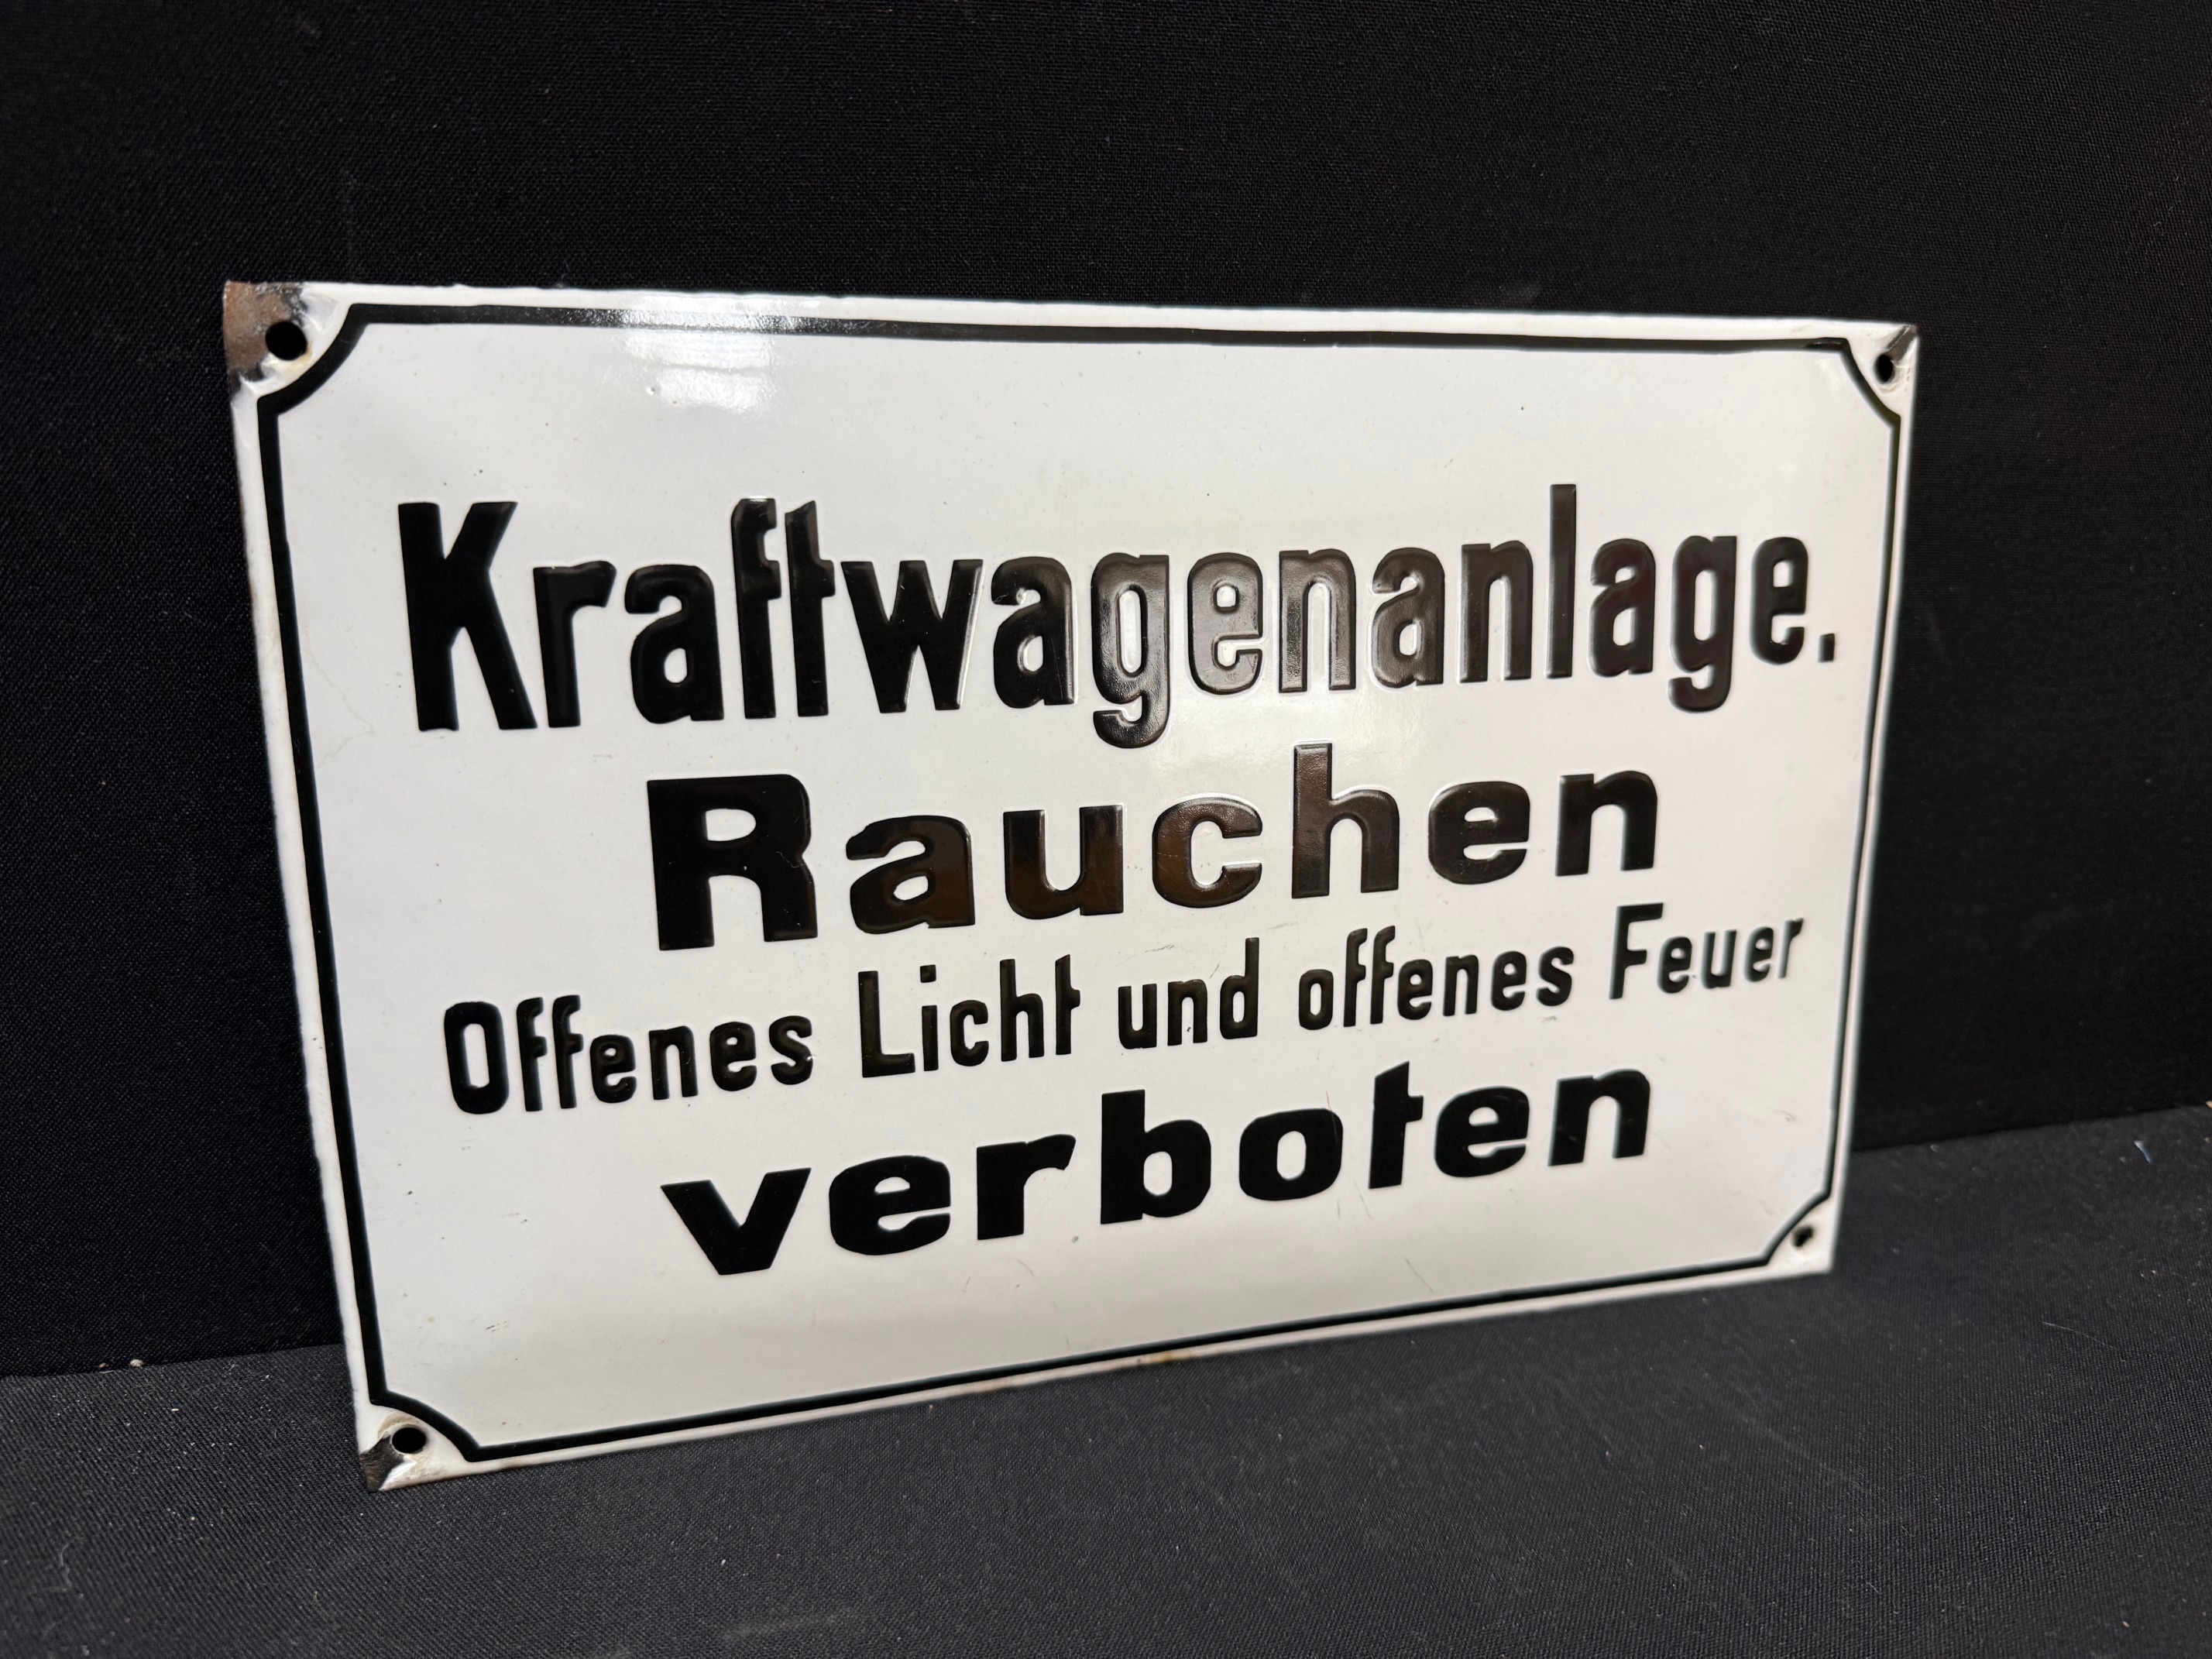 Kraftwagenanlage.
Rauchen
Offenes Licht und offenes Feuer
verboten